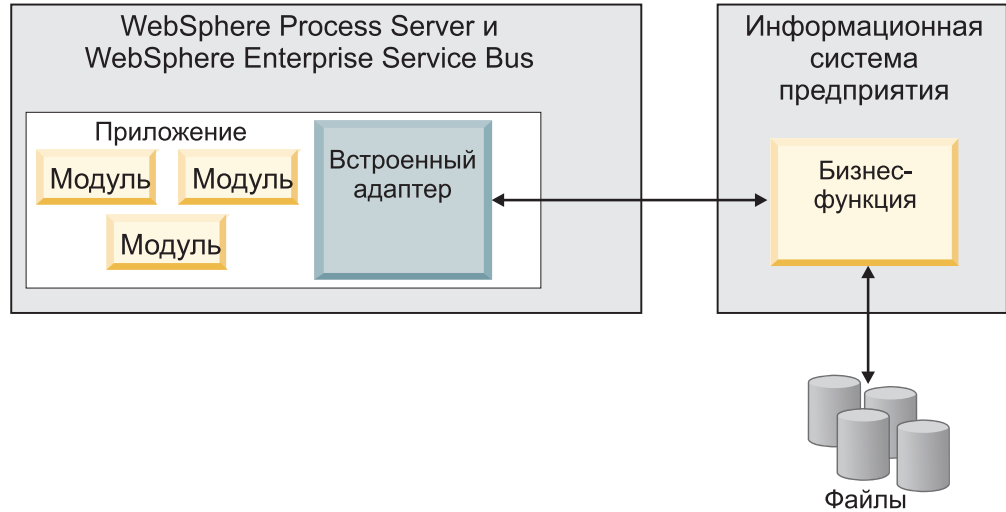 WebSphere Process Server и
WebSphere Enterprise Service Bus
Приложение
Модуль
Модуль
Модуль
Встроенный
адаптер
Информационная
система
предприятия
Бизнес-
функция
Файлы